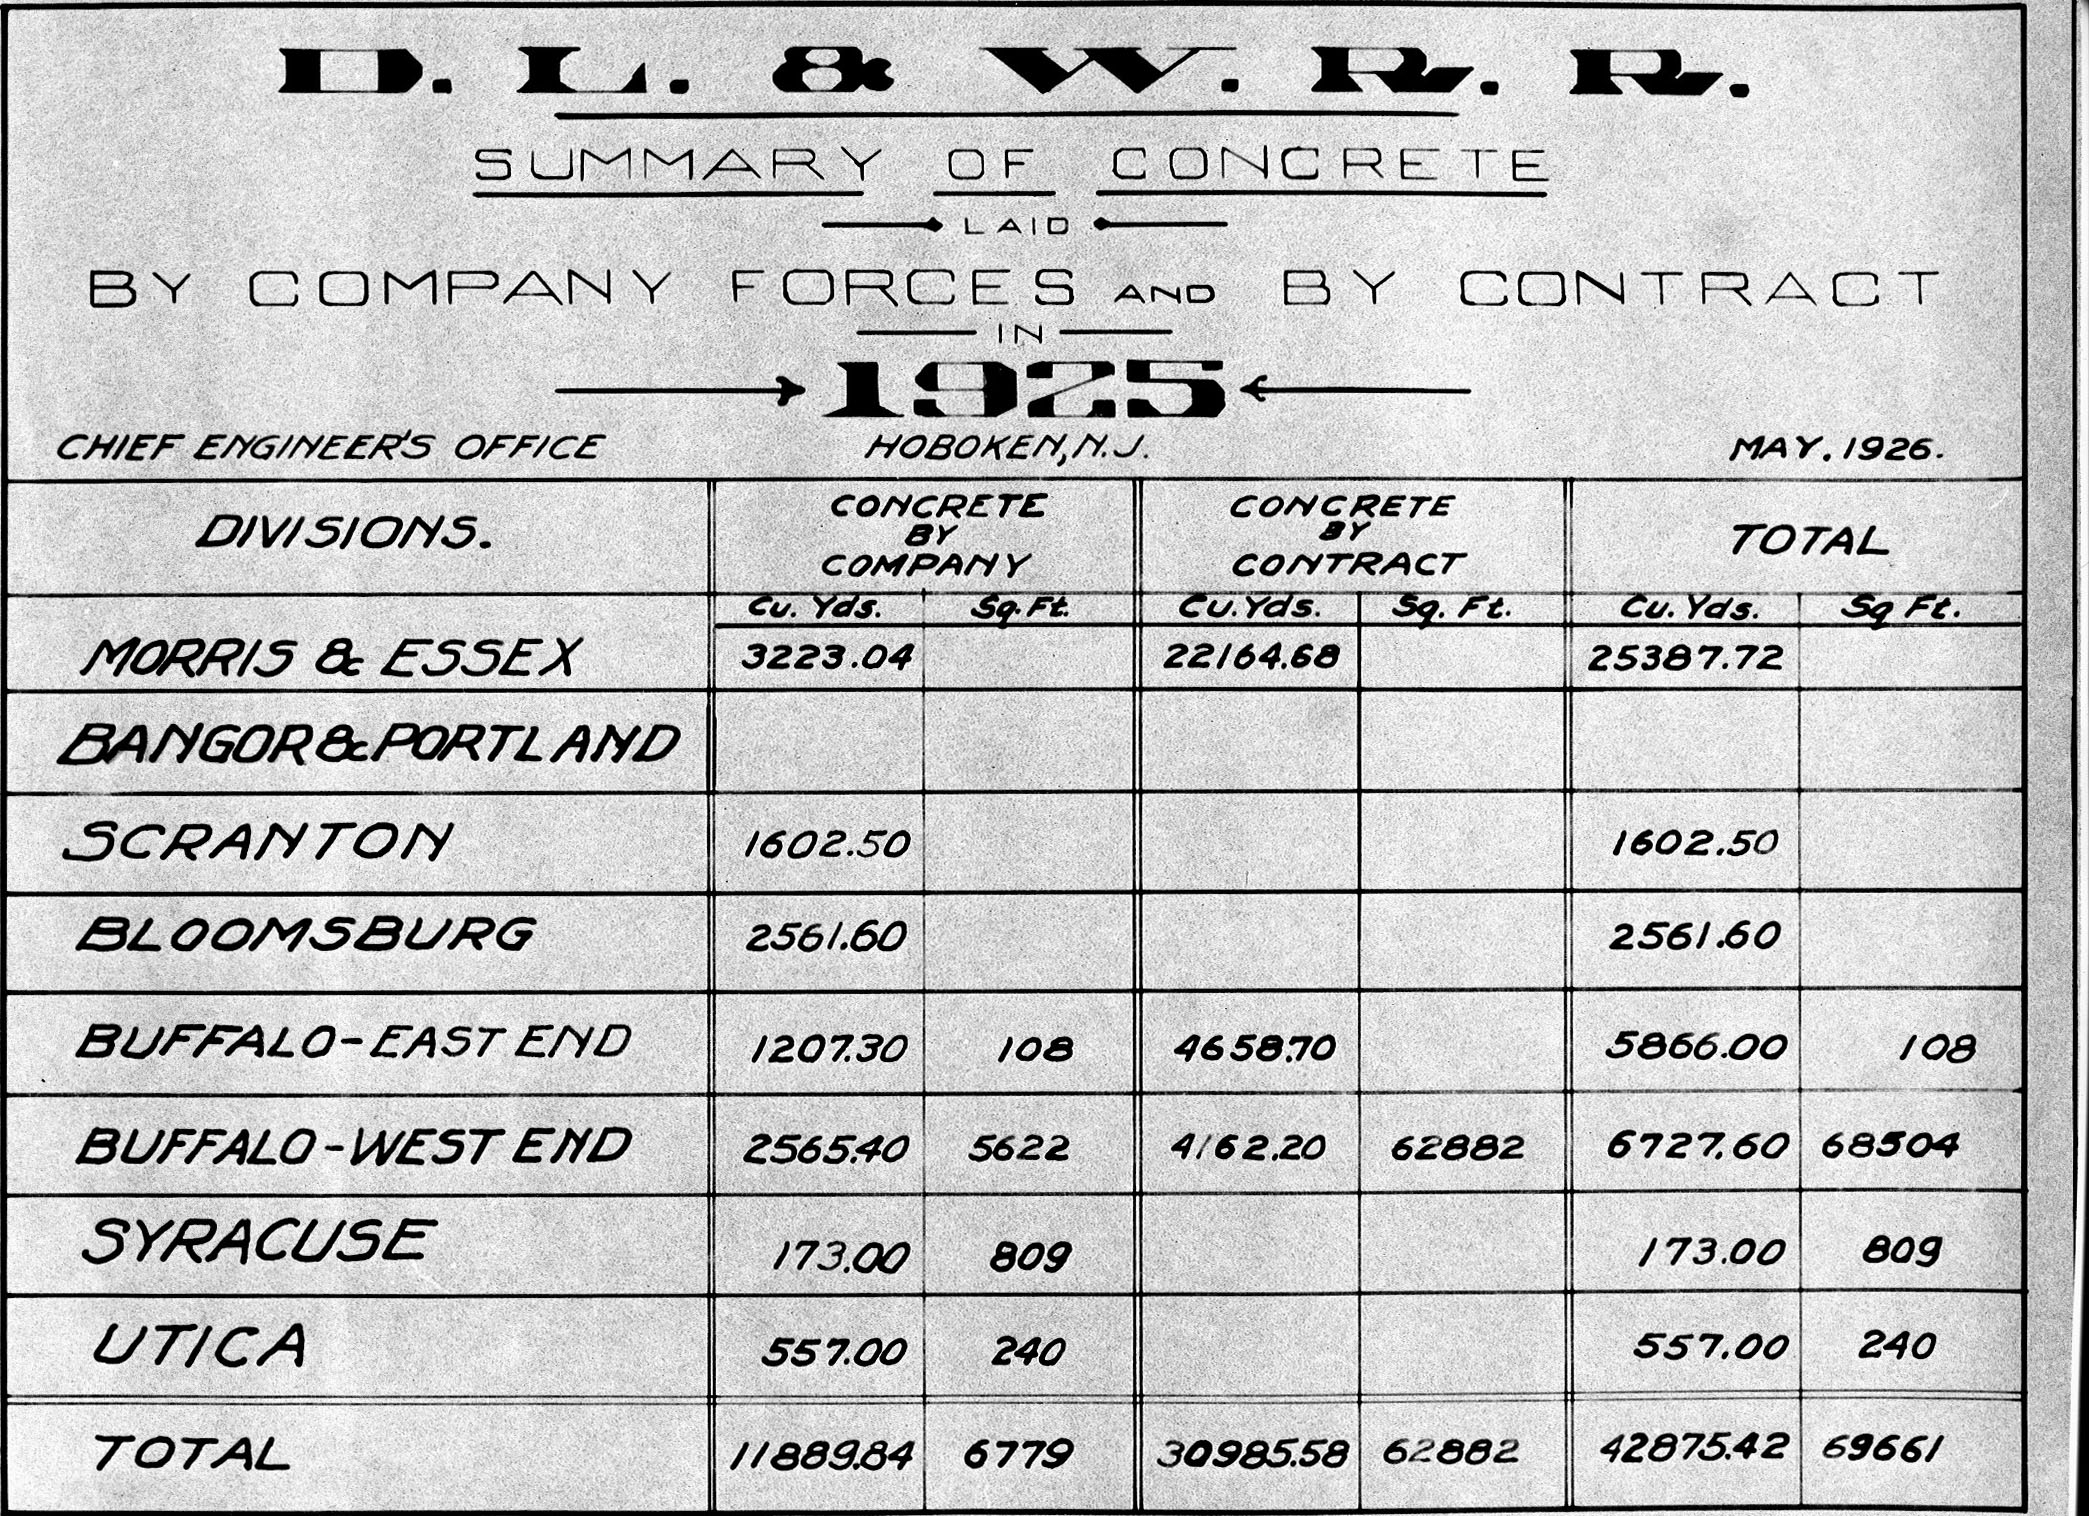 D. L. & W. R. R.
SUMMARY OF CONCRETE
LAID
BY COMPANY FORCES AND BY CONTRACT
IN
1925
CHIEF ENGINEER'S OFFICE HOBOKEN, N.J. MAY. 1926.
DIVISIONS. CONCRETE BY COMPANY CONCRETE BY CONTRACT TOTAL
Cu. Yds. Sq. Ft. Cu. Yds. Sq. Ft. Cu. Yds. Sq Ft.
MORRIS & ESSEX 3223.04 22164.68 25387.72
BANGOR & PORTLAND
SCRANTON 1602.50 1602.50
BLOOMSBURG 2561.60 2561.60
BUFFALO-EAST END 1207.30 108 4658.70 5866.00 108
BUFFALO-WEST END 2565.40 5622 4162.20 62882 6727.60 68504
SYRACUSE 173.00 809 173.00 809
UTICA 557.00 240 557.00 240
TOTAL 11889.84 6779 30985.58 62882 42875.42 69661